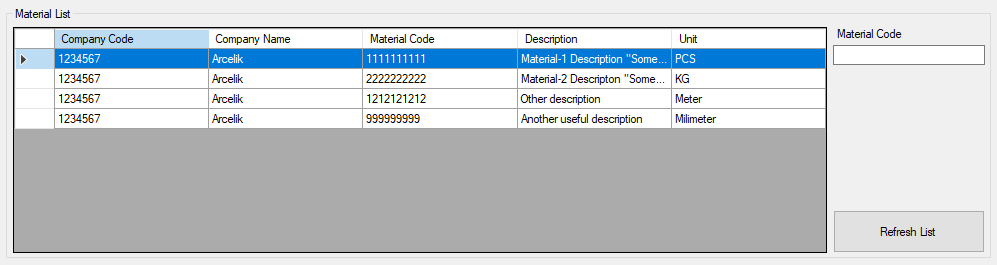 Material List
Company Code Company Name Material Code Description Unit
Material Code
1234567 Arcelik 1111111111 Material-1 Description "Some... PCS
1234567 Arcelik 2222222222 Material-2 Descripton "Some... KG
1234567 Arcelik 1212121212 Other description Meter
1234567 Arcelik 999999999 Another useful description Milimeter
Refresh List